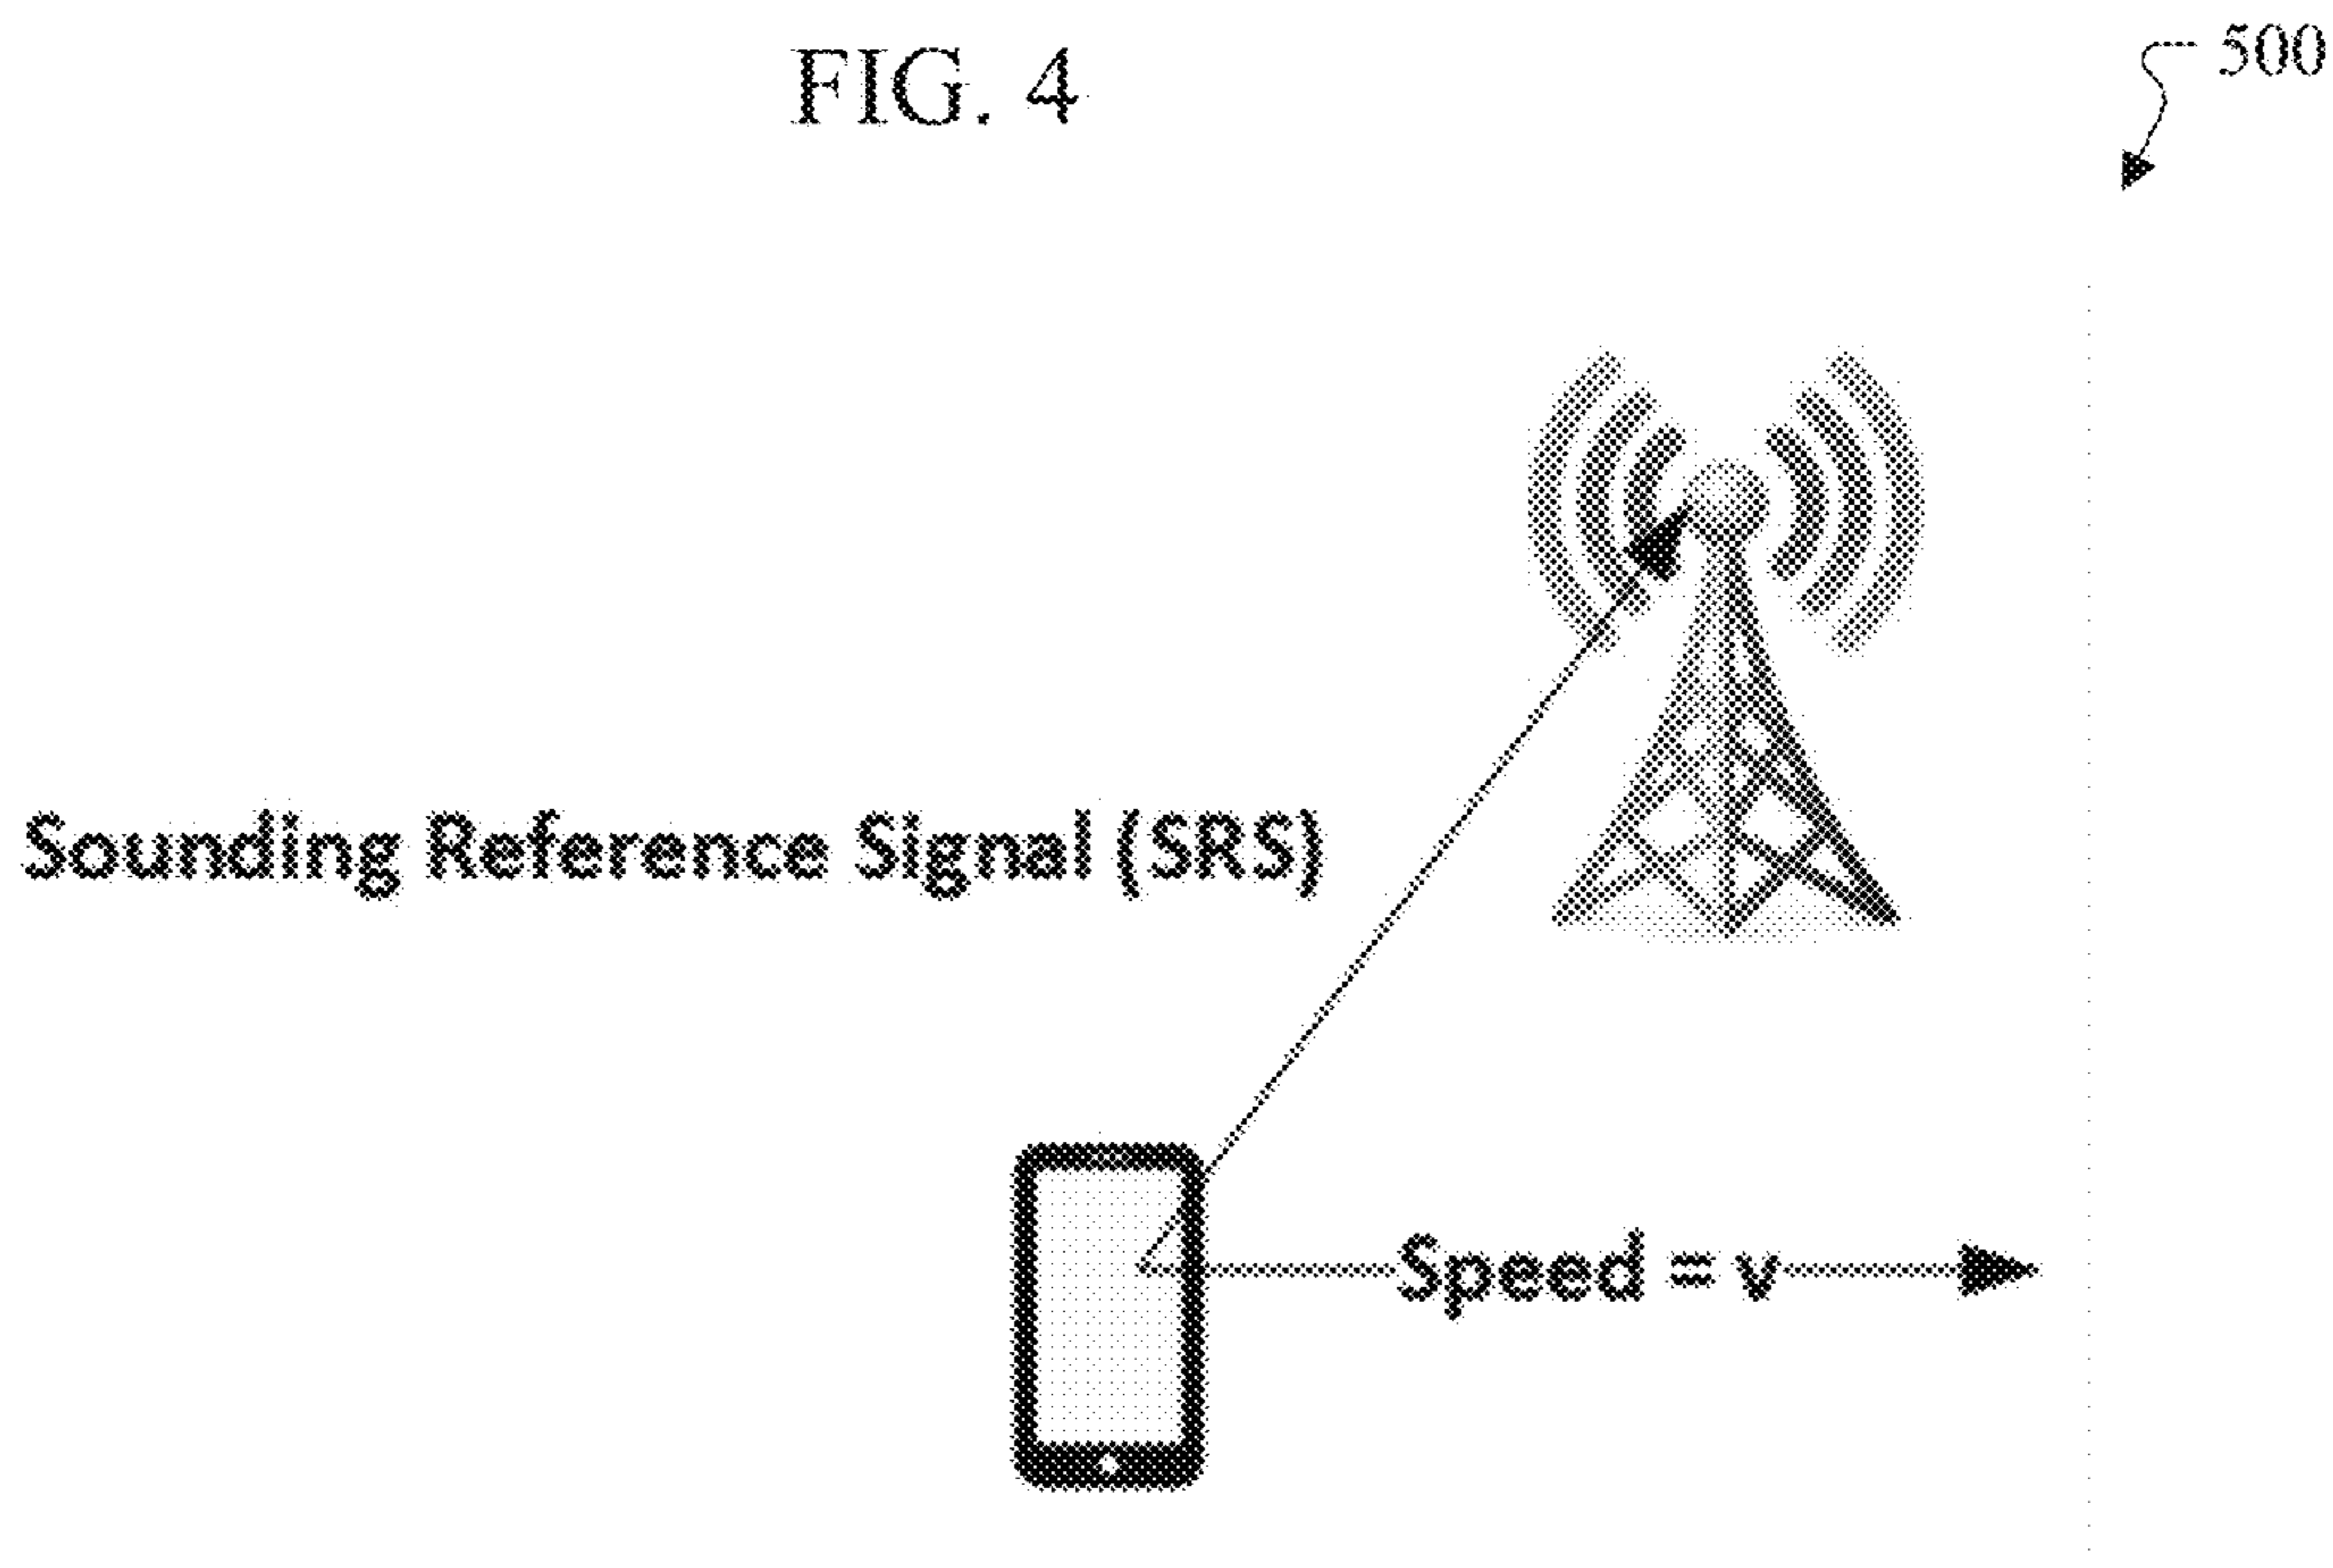 FIG. 4
500
Sounding Reference Signal (SRS)
Speed = v